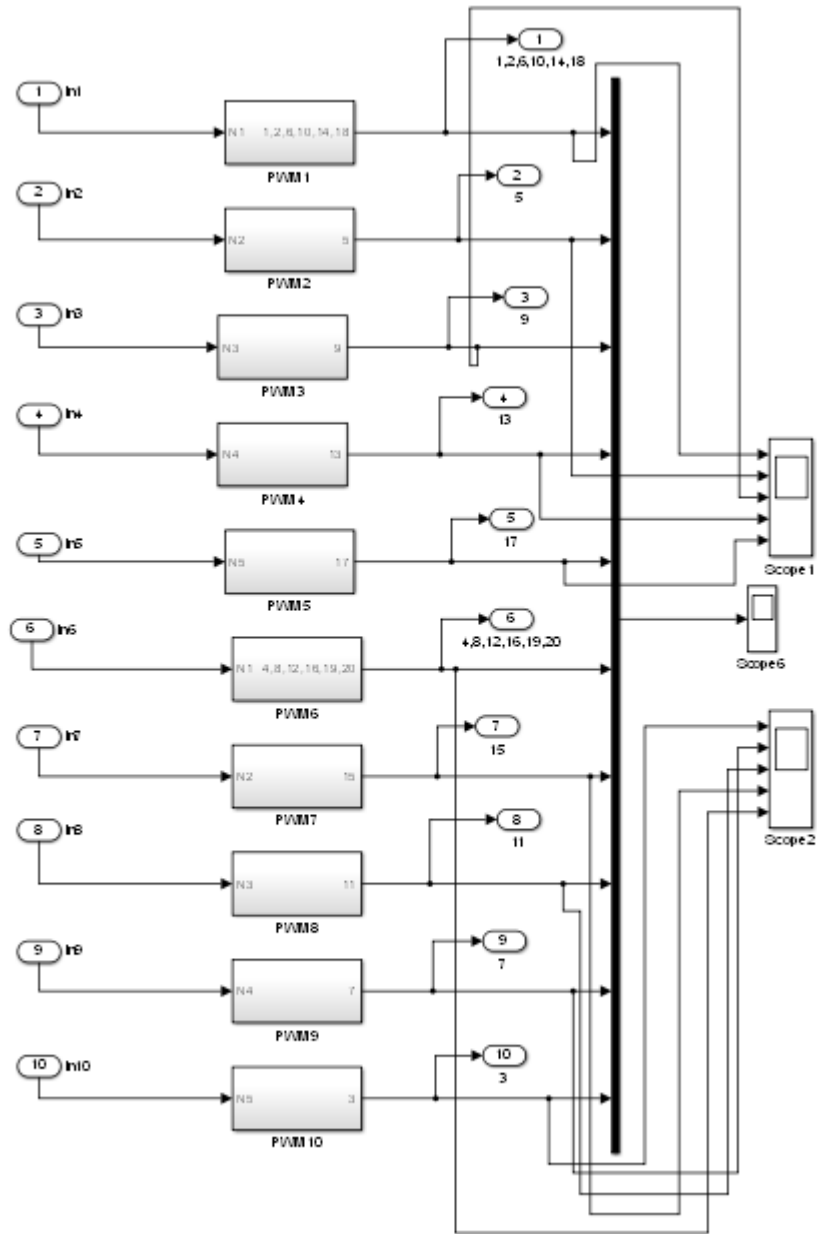 1
1,2,6,10,14,18
1 In1
N1 1,2,6,10,14,18
PWM1
2
5
2 In2
N2 5
PWM2
3
9
3 In3
N3 9
PWM3
4
13
4 In4
N4 13
PWM4
5
17
5 In5
N5 17
PWM5
Scope1
6
4,8,12,16,19,20
6 In6
N1 4,8,12,16,19,20
PWM6
Scope6
7
15
7 In7
N2 15
PWM7
8
11
8 In8
N3 11
PWM8
Scope2
9
7
9 In9
N4 7
PWM9
10
3
10 In10
N5 3
PWM10